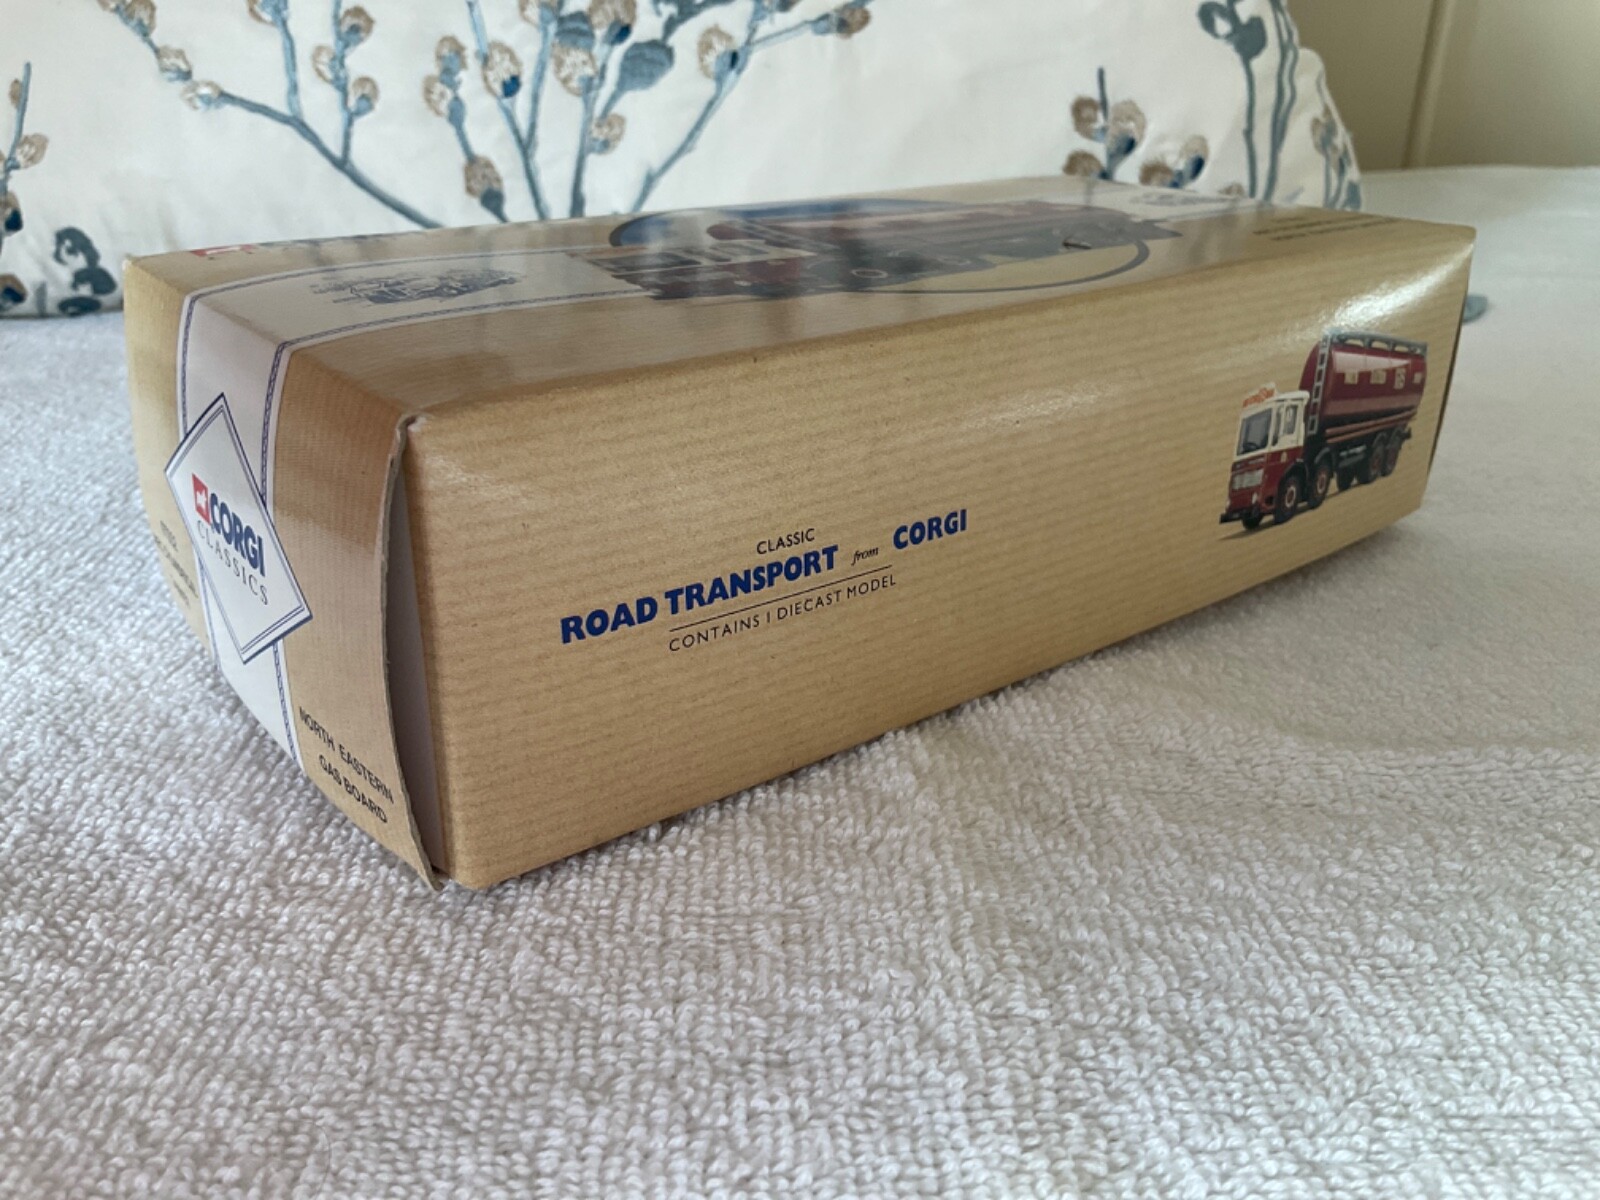 CORGI
CLASSICS
NORTH EASTERN
GAS BOARD
CLASSIC
ROAD TRANSPORT from CORGI
CONTAINS 1 DIECAST MODEL